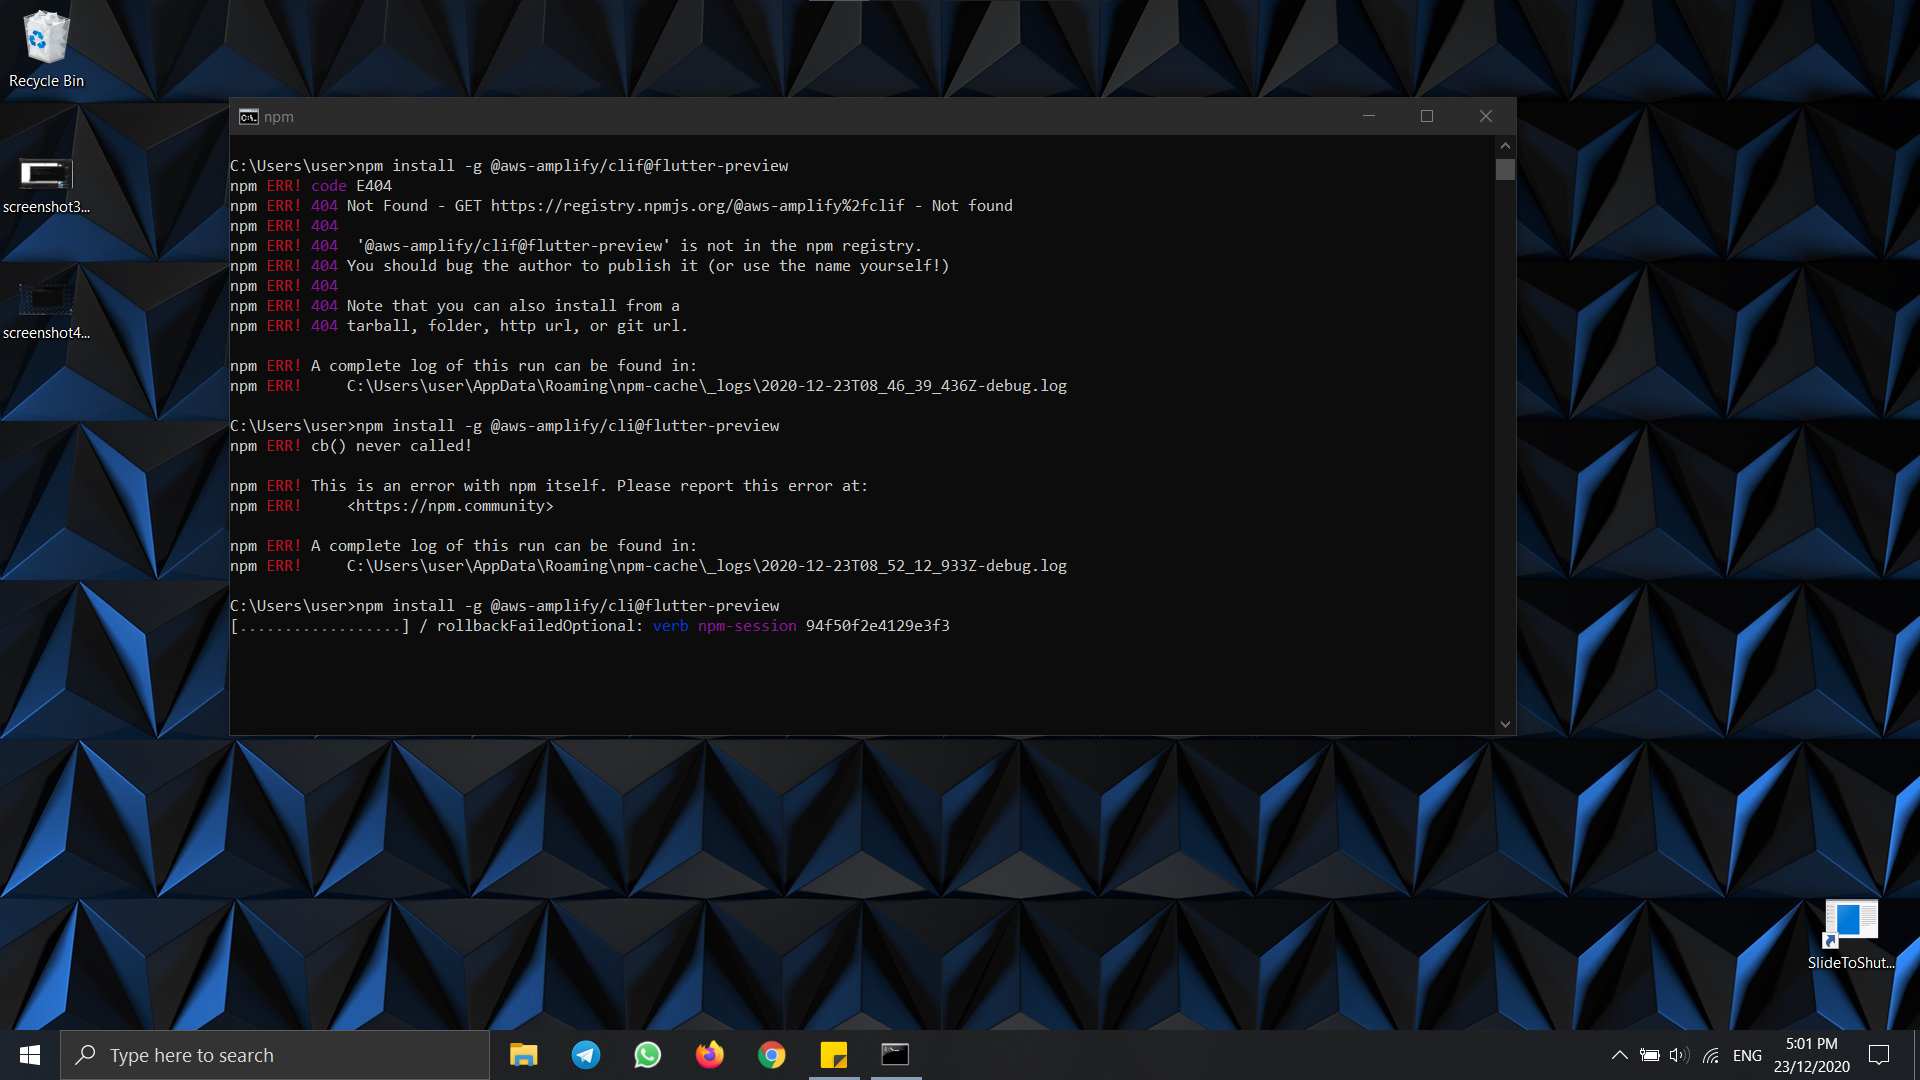 Recycle Bin
screenshot3...
screenshot4...
npm
C:\Users\user>npm install -g @aws-amplify/clif@flutter-preview
npm ERR! code E404
npm ERR! 404 Not Found - GET https://registry.npmjs.org/@aws-amplify%2fclif - Not found
npm ERR! 404
npm ERR! 404  '@aws-amplify/clif@flutter-preview' is not in the npm registry.
npm ERR! 404 You should bug the author to publish it (or use the name yourself!)
npm ERR! 404
npm ERR! 404 Note that you can also install from a
npm ERR! 404 tarball, folder, http url, or git url.
npm ERR! A complete log of this run can be found in:
npm ERR!     C:\Users\user\AppData\Roaming\npm-cache\_logs\2020-12-23T08_46_39_436Z-debug.log
C:\Users\user>npm install -g @aws-amplify/cli@flutter-preview
npm ERR! cb() never called!
npm ERR! This is an error with npm itself. Please report this error at:
npm ERR!     <https://npm.community>
npm ERR! A complete log of this run can be found in:
npm ERR!     C:\Users\user\AppData\Roaming\npm-cache\_logs\2020-12-23T08_52_12_933Z-debug.log
C:\Users\user>npm install -g @aws-amplify/cli@flutter-preview
[..................] / rollbackFailedOptional: verb npm-session 94f50f2e4129e3f3
SlideToShut...
Type here to search
ENG
5:01 PM
23/12/2020